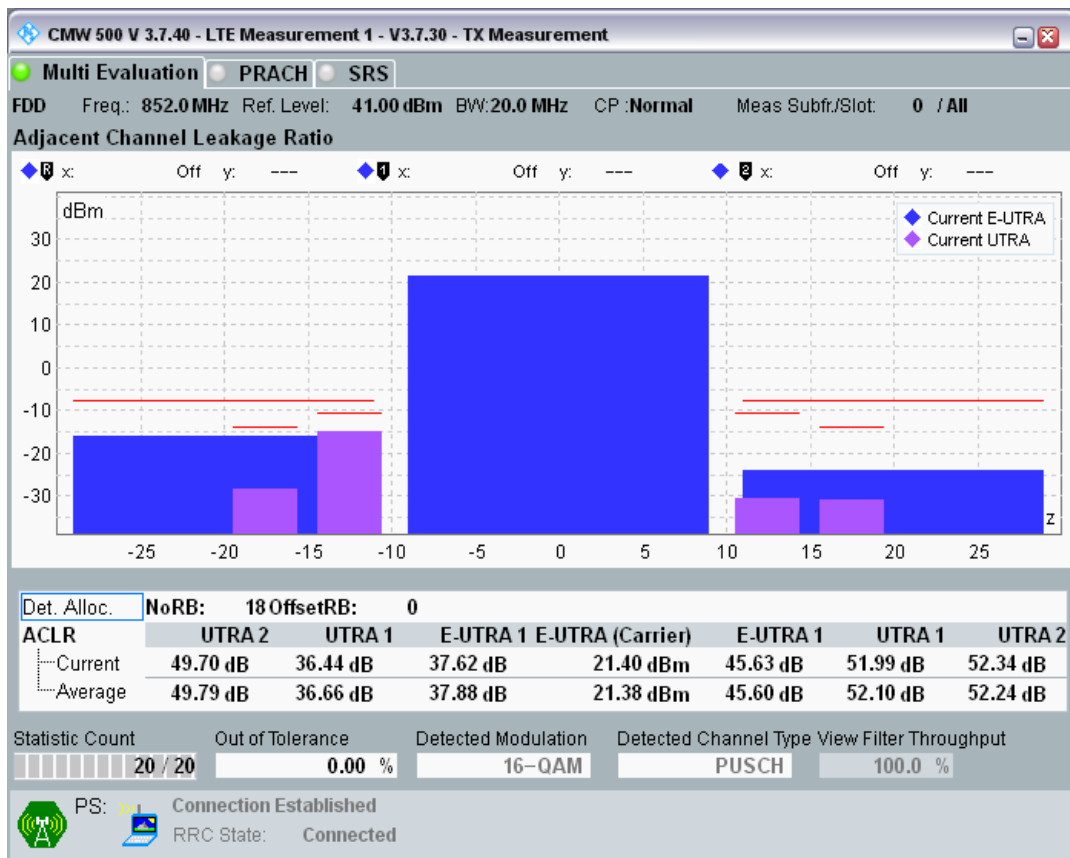 CMW 500 V 3.7.40 - LTE Measurement 1 - V3.7.30 - TX Measurement
Multi Evaluation PRACH SRS
FDD Freq.: 852.0 MHz Ref. Level: 41.00 dBm BW:20.0 MHz CP :Normal Meas Subfr./Slot: 0 / All
Adjacent Channel Leakage Ratio
R x: Off y: --- 1 x: Off y: --- 2 x: Off y: ---
dBm
Current E-UTRA
Current UTRA
30
20
10
0
-10
-20
-30
z
-25 -20 -15 -10 -5 0 5 10 15 20 25
Det. Alloc. NoRB: 18 OffsetRB: 0
ACLR UTRA 2 UTRA 1 E-UTRA 1 E-UTRA (Carrier) E-UTRA 1 UTRA 1 UTRA 2
Current 49.70 dB 36.44 dB 37.62 dB 21.40 dBm 45.63 dB 51.99 dB 52.34 dB
Average 49.79 dB 36.66 dB 37.88 dB 21.38 dBm 45.60 dB 52.10 dB 52.24 dB
Statistic Count Out of Tolerance Detected Modulation Detected Channel Type View Filter Throughput
20 / 20 0.00 % 16-QAM PUSCH 100.0 %
PS: Connection Established
RRC State: Connected